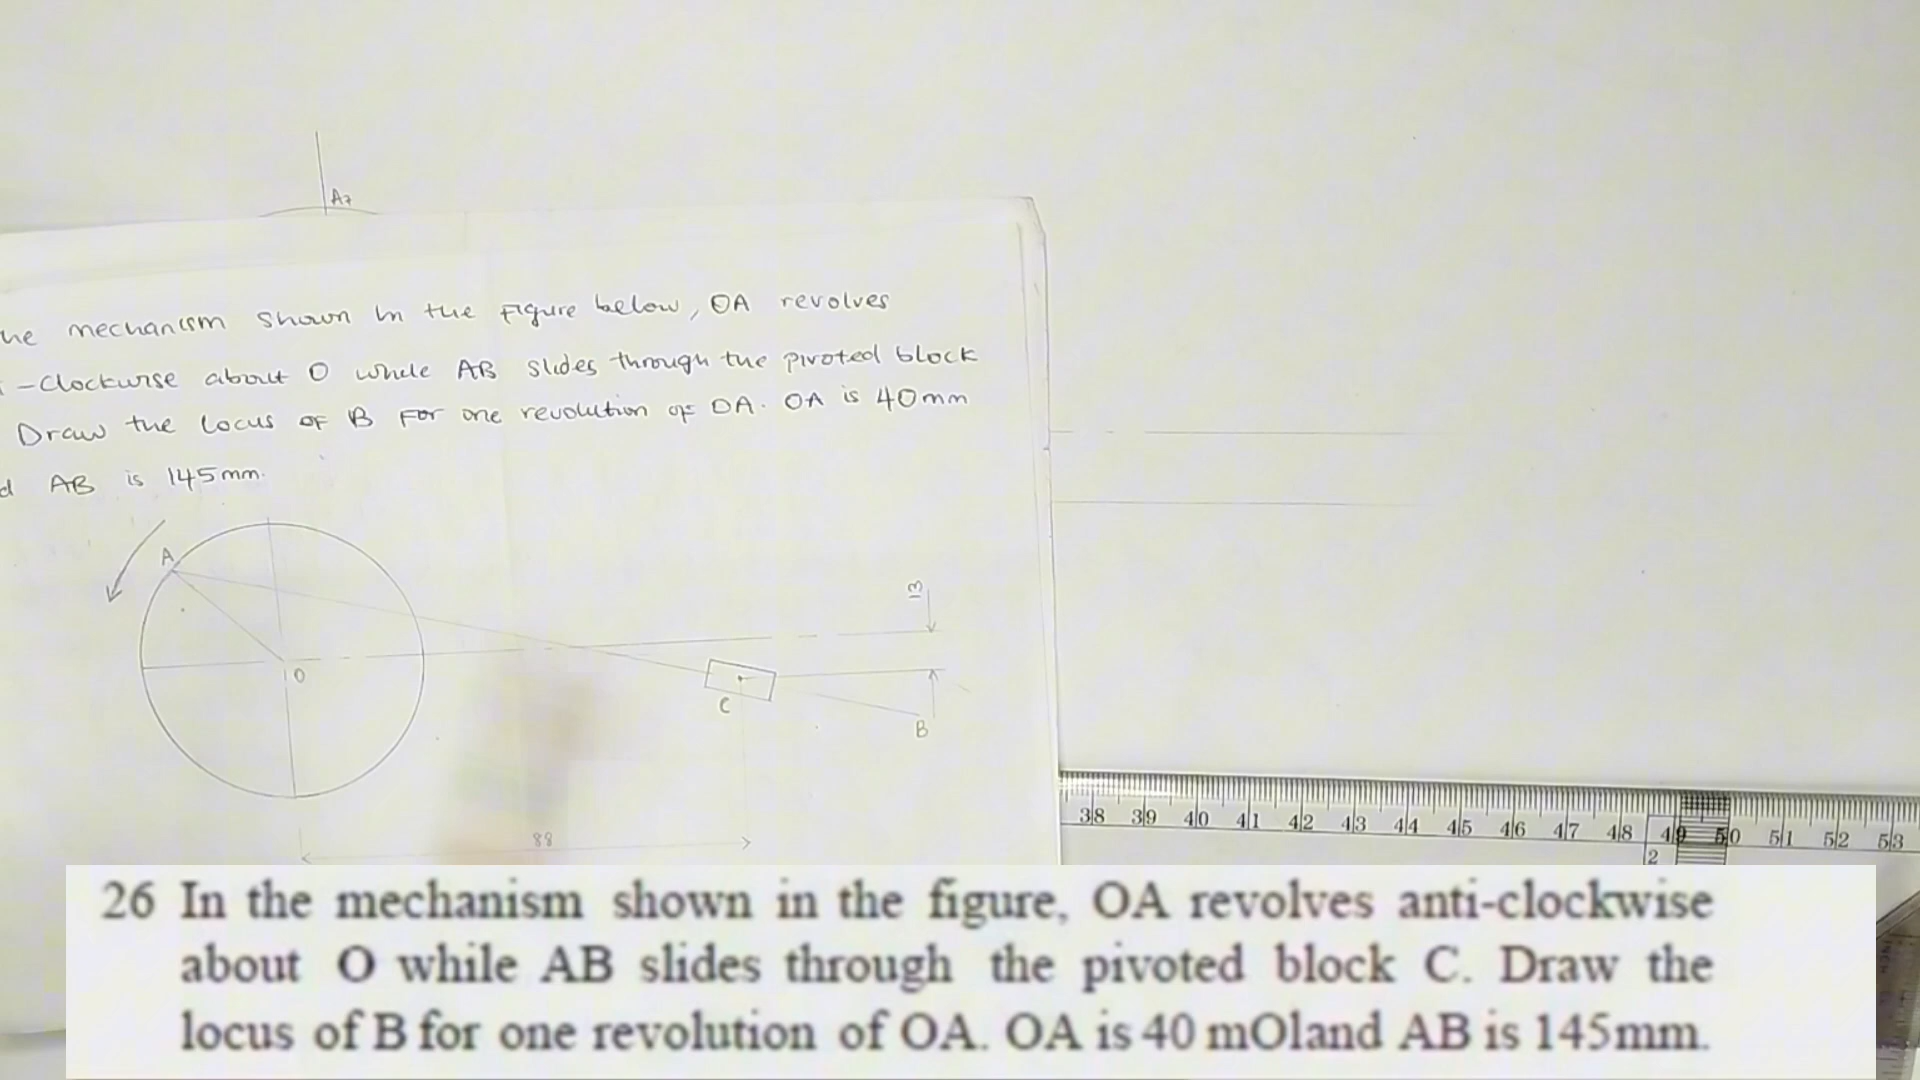 A7
mechanism shown in the figure below, OA revolves
-clockwise about O while AB slides through the pivoted block
Draw the locus of B for one revolution of OA. OA is 40mm
AB is 145mm.
A
13
O
C
B
88
38 39 40 41 42 43 44 45 46 47 48 49 50 51 52 53
2
26 In the mechanism shown in the figure, OA revolves anti-clockwise
about O while AB slides through the pivoted block C. Draw the
locus of B for one revolution of OA. OA is 40 mOland AB is 145mm.